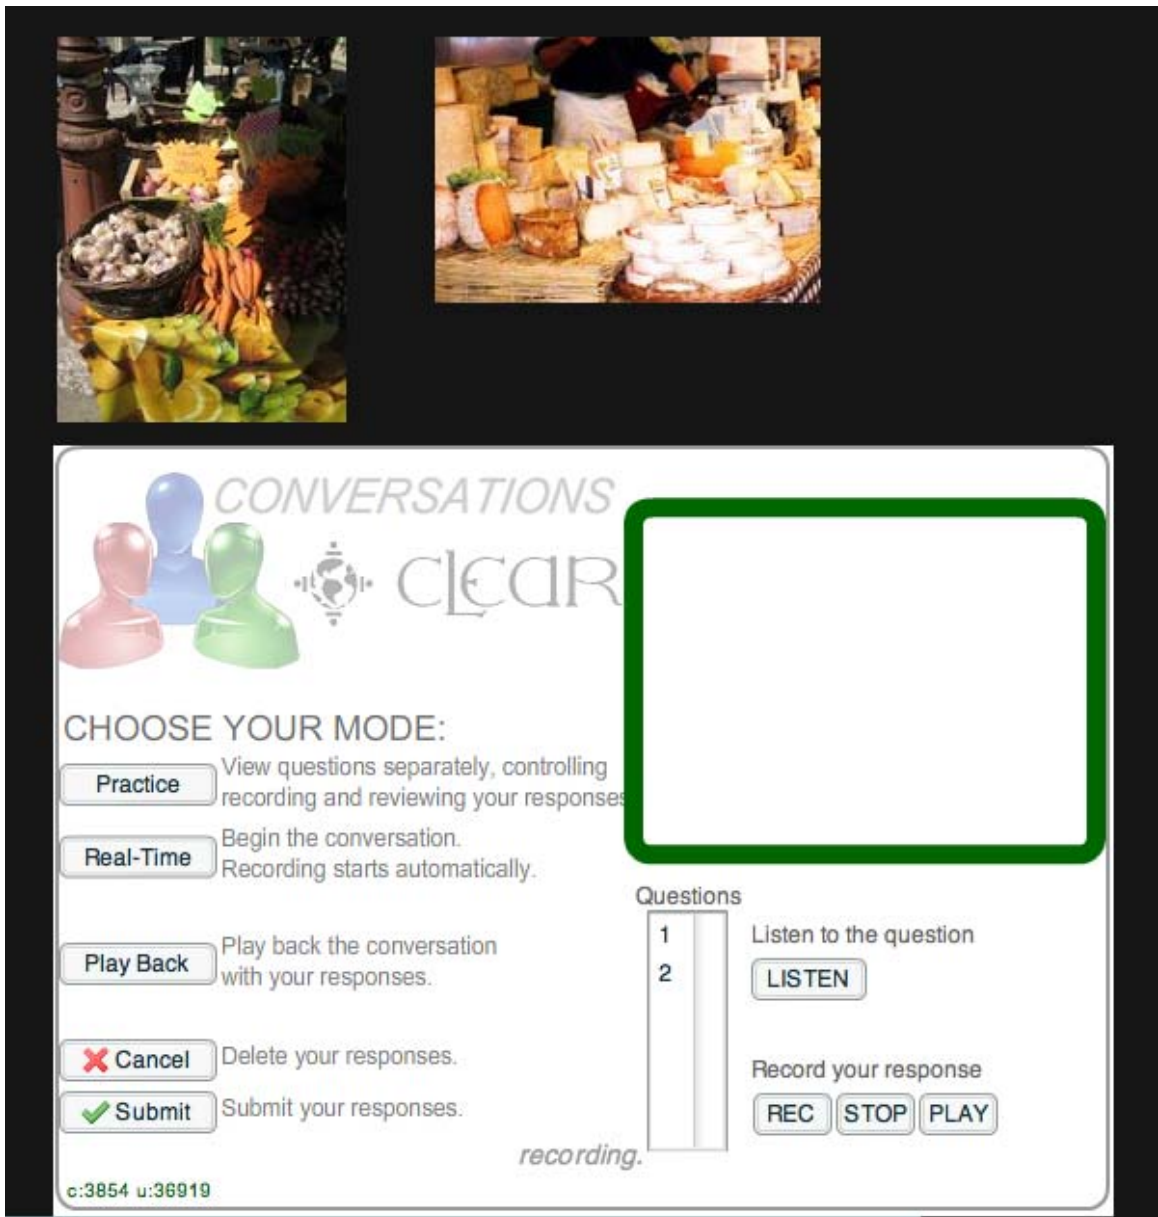 CONVERSATIONS
CLEAR
CHOOSE YOUR MODE:
Practice
View questions separately, controlling
recording and reviewing your responses
Real-Time
Begin the conversation.
Recording starts automatically.
Play Back
Play back the conversation
with your responses.
Cancel
Delete your responses.
Submit
Submit your responses.
recording.
c:3854 u:36919
Questions
1
2
Listen to the question
LISTEN
Record your response
REC STOP PLAY